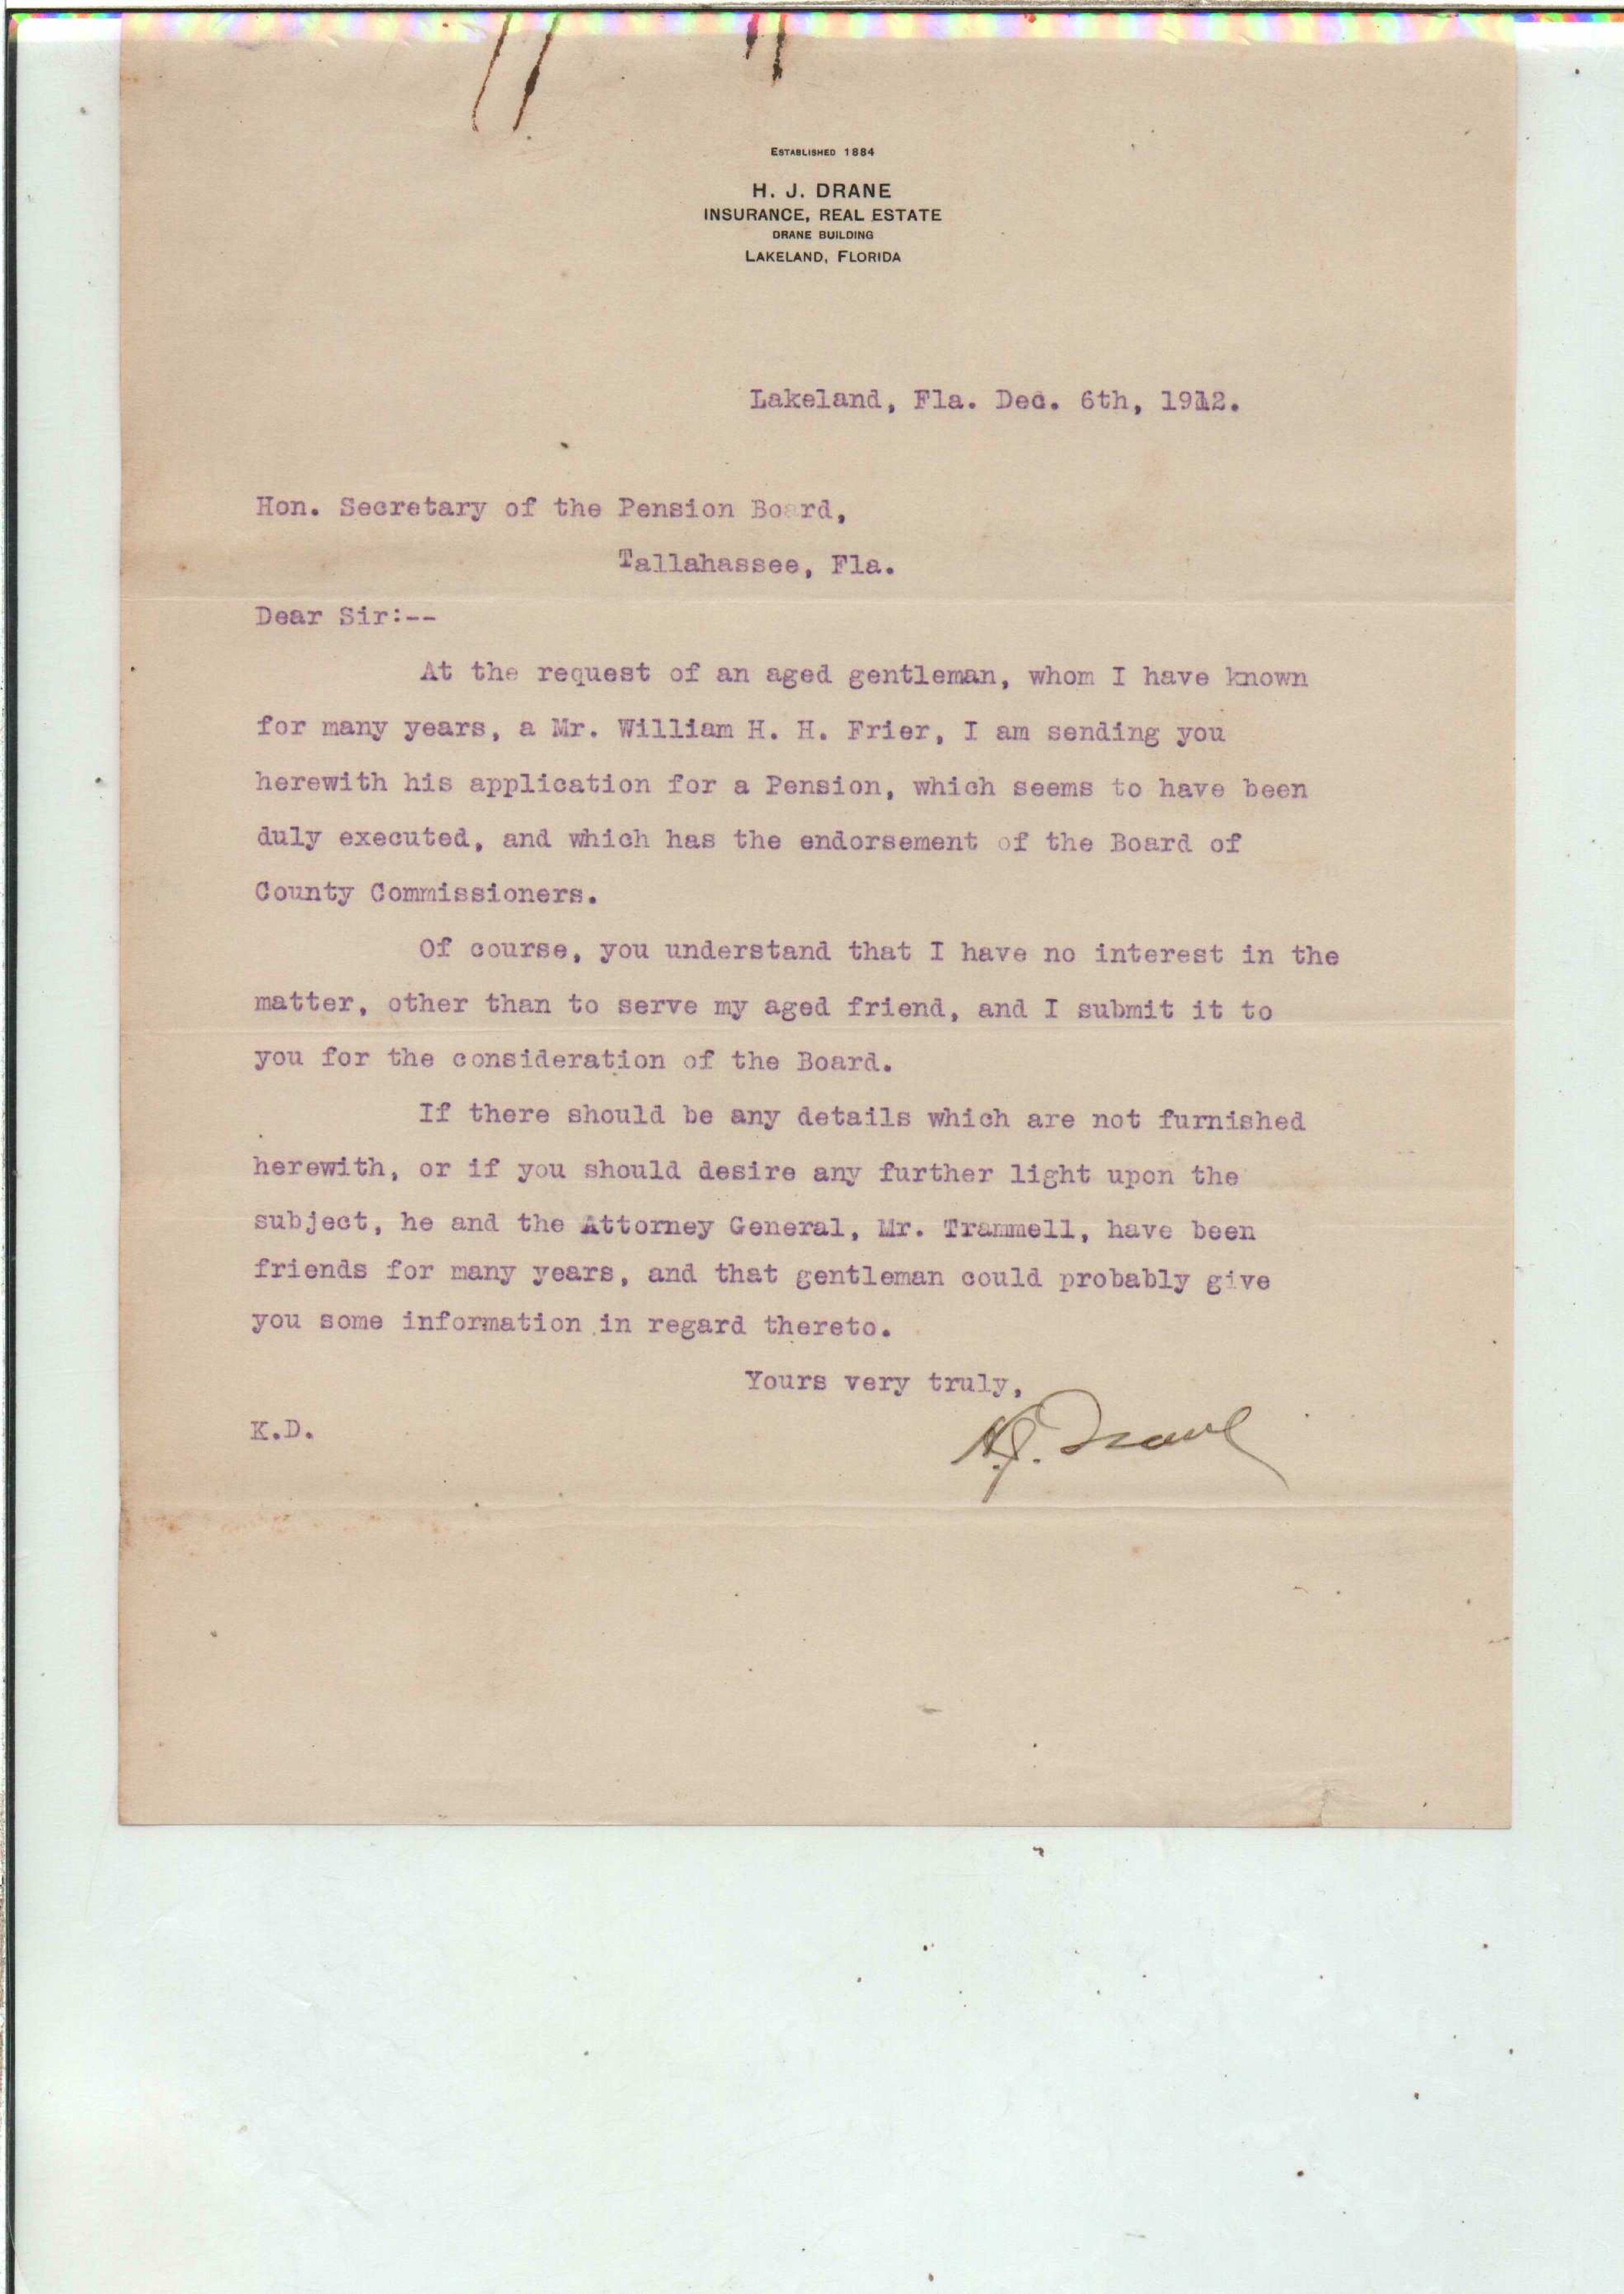 ESTABLISHED 1884
H. J. DRANE
INSURANCE, REAL ESTATE
DRANE BUILDING
LAKELAND, FLORIDA
Lakeland, Fla. Dec. 6th, 1912.
Hon. Secretary of the Pension Board,
Tallahassee, Fla.
Dear Sir:--
At the request of an aged gentleman, whom I have known
for many years, a Mr. William H. H. Frier, I am sending you
herewith his application for a Pension, which seems to have been
duly executed, and which has the endorsement of the Board of
County Commissioners.
Of course, you understand that I have no interest in the
matter, other than to serve my aged friend, and I submit it to
you for the consideration of the Board.
If there should be any details which are not furnished
herewith, or if you should desire any further light upon the
subject, he and the Attorney General, Mr. Trammell, have been
friends for many years, and that gentleman could probably give
you some information in regard thereto.
Yours very truly,
K.D.
H.J. Drane